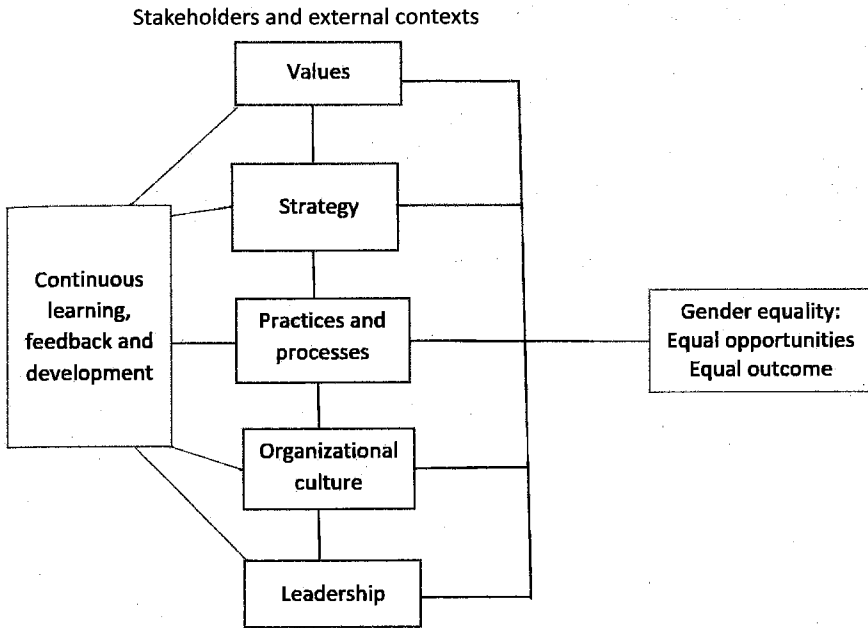 Stakeholders and external contexts
Values
Strategy
Continuous
learning,
feedback and
development
Practices and
processes
Gender equality:
Equal opportunities
Equal outcome
Organizational
culture
Leadership